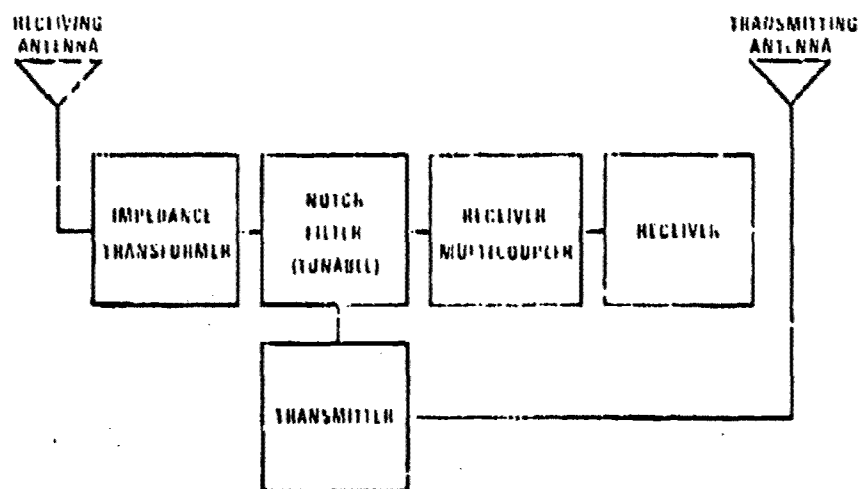 RECEIVING
ANTENNA
TRANSMITTING
ANTENNA
IMPEDANCE
TRANSFORMER
NOTCH
FILTER
(TUNABLE)
RECEIVER
MULTICOUPLER
RECEIVER
TRANSMITTER